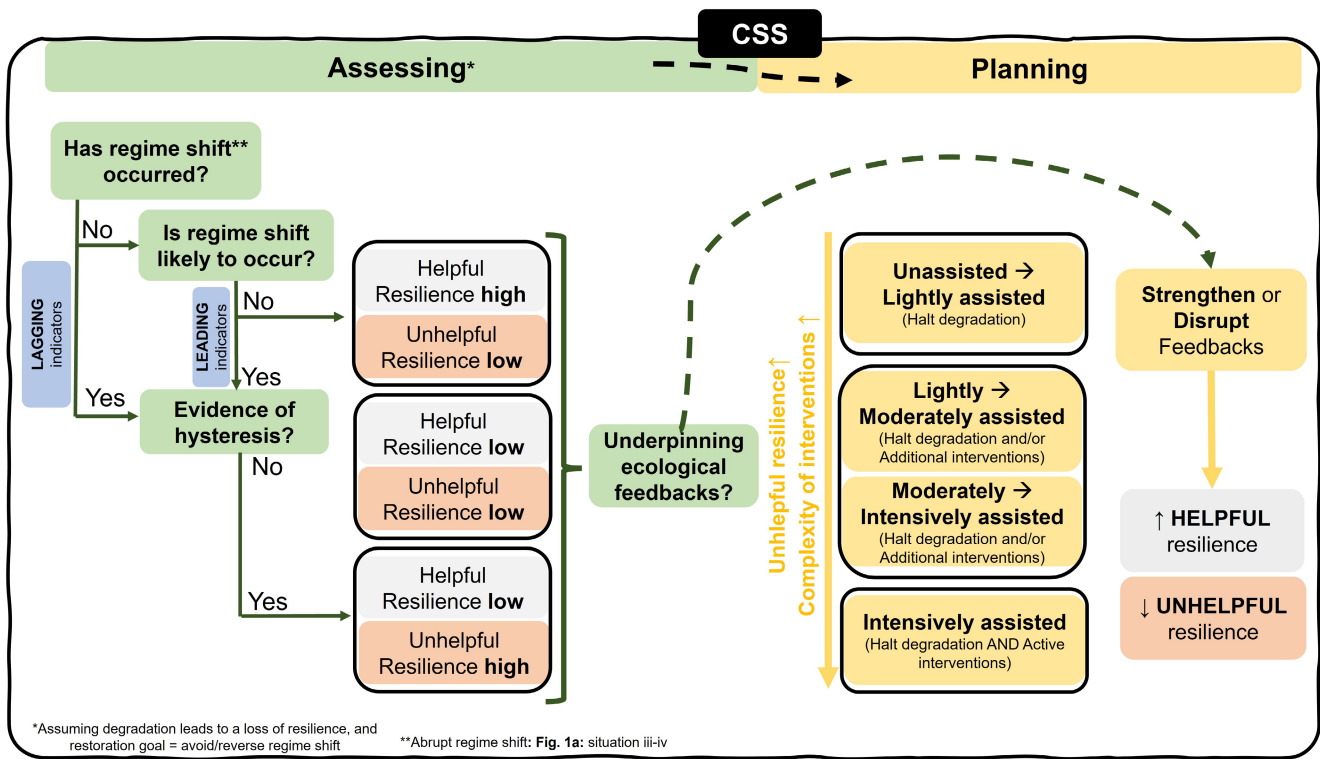 CSS
Assessing*
Planning
Has regime shift**
occurred?
No
Is regime shift
likely to occur?
LAGGING
indicators
LEADING
indicators
No
Yes
Yes
Evidence of
hysteresis?
No
Yes
Helpful
Resilience high
Unhelpful
Resilience low
Helpful
Resilience low
Unhelpful
Resilience low
Helpful
Resilience low
Unhelpful
Resilience high
Underpinning
ecological
feedbacks?
Unhlepful resilience↑
Complexity of interventions ↑
Unassisted →
Lightly assisted
(Halt degradation)
Lightly →
Moderately assisted
(Halt degradation and/or
Additional interventions)
Moderately →
Intensively assisted
(Halt degradation and/or
Additional interventions)
Intensively assisted
(Halt degradation AND Active
interventions)
Strengthen or
Disrupt
Feedbacks
↑ HELPFUL
resilience
↓ UNHELPFUL
resilience
*Assuming degradation leads to a loss of resilience, and
restoration goal = avoid/reverse regime shift
**Abrupt regime shift: Fig. 1a: situation iii-iv